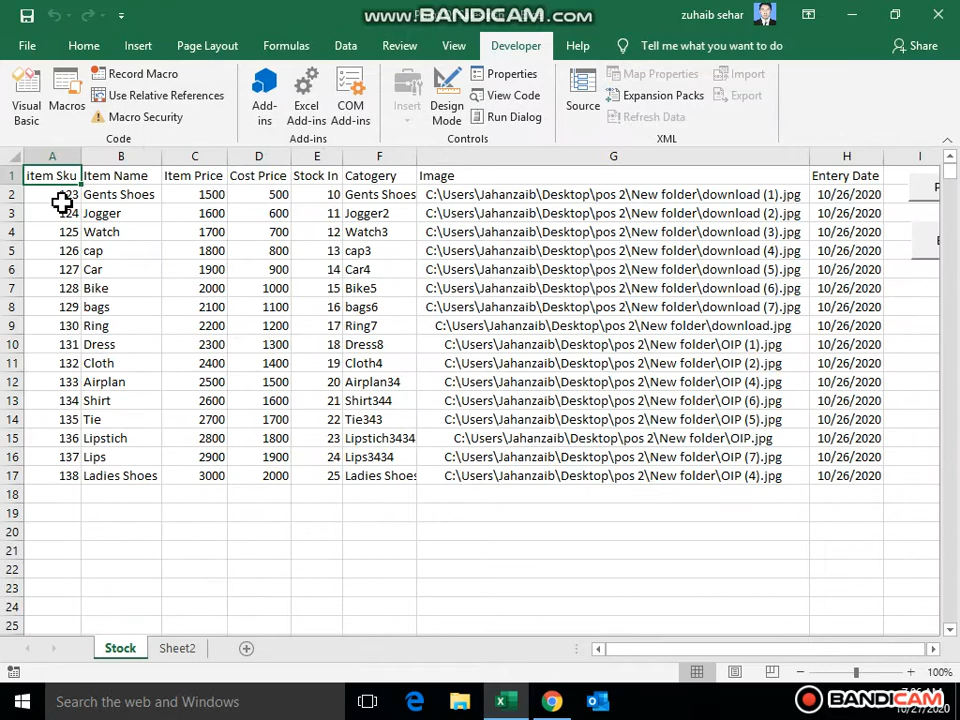 www.BANDICAM.com
zuhaib sehar
File Home Insert Page Layout Formulas Data Review View Developer Help Tell me what you want to do Share
Visual Basic
Macros
Record Macro
Use Relative References
Macro Security
Code
Add-ins
Excel Add-ins
COM Add-ins
Add-ins
Insert
Design Mode
Properties
View Code
Run Dialog
Controls
Source
Map Properties
Expansion Packs
Refresh Data
Import
Export
XML
A B C D E F G H I
1 item Sku Item Name Item Price Cost Price Stock In Catogery Image Entery Date
2 123 Gents Shoes 1500 500 10 Gents Shoes C:\Users\Jahanzaib\Desktop\pos 2\New folder\download (1).jpg 10/26/2020
3 124 Jogger 1600 600 11 Jogger2 C:\Users\Jahanzaib\Desktop\pos 2\New folder\download (2).jpg 10/26/2020
4 125 Watch 1700 700 12 Watch3 C:\Users\Jahanzaib\Desktop\pos 2\New folder\download (3).jpg 10/26/2020
5 126 cap 1800 800 13 cap3 C:\Users\Jahanzaib\Desktop\pos 2\New folder\download (4).jpg 10/26/2020
6 127 Car 1900 900 14 Car4 C:\Users\Jahanzaib\Desktop\pos 2\New folder\download (5).jpg 10/26/2020
7 128 Bike 2000 1000 15 Bike5 C:\Users\Jahanzaib\Desktop\pos 2\New folder\download (6).jpg 10/26/2020
8 129 bags 2100 1100 16 bags6 C:\Users\Jahanzaib\Desktop\pos 2\New folder\download (7).jpg 10/26/2020
9 130 Ring 2200 1200 17 Ring7 C:\Users\Jahanzaib\Desktop\pos 2\New folder\download.jpg 10/26/2020
10 131 Dress 2300 1300 18 Dress8 C:\Users\Jahanzaib\Desktop\pos 2\New folder\OIP (1).jpg 10/26/2020
11 132 Cloth 2400 1400 19 Cloth4 C:\Users\Jahanzaib\Desktop\pos 2\New folder\OIP (2).jpg 10/26/2020
12 133 Airplan 2500 1500 20 Airplan34 C:\Users\Jahanzaib\Desktop\pos 2\New folder\OIP (4).jpg 10/26/2020
13 134 Shirt 2600 1600 21 Shirt344 C:\Users\Jahanzaib\Desktop\pos 2\New folder\OIP (6).jpg 10/26/2020
14 135 Tie 2700 1700 22 Tie343 C:\Users\Jahanzaib\Desktop\pos 2\New folder\OIP (5).jpg 10/26/2020
15 136 Lipstich 2800 1800 23 Lipstich3434 C:\Users\Jahanzaib\Desktop\pos 2\New folder\OIP.jpg 10/26/2020
16 137 Lips 2900 1900 24 Lips3434 C:\Users\Jahanzaib\Desktop\pos 2\New folder\OIP (7).jpg 10/26/2020
17 138 Ladies Shoes 3000 2000 25 Ladies Shoes C:\Users\Jahanzaib\Desktop\pos 2\New folder\OIP (4).jpg 10/26/2020
18
19
20
21
22
23
24
25
Stock Sheet2
100%
Search the web and Windows
10/27/2020
BANDICAM